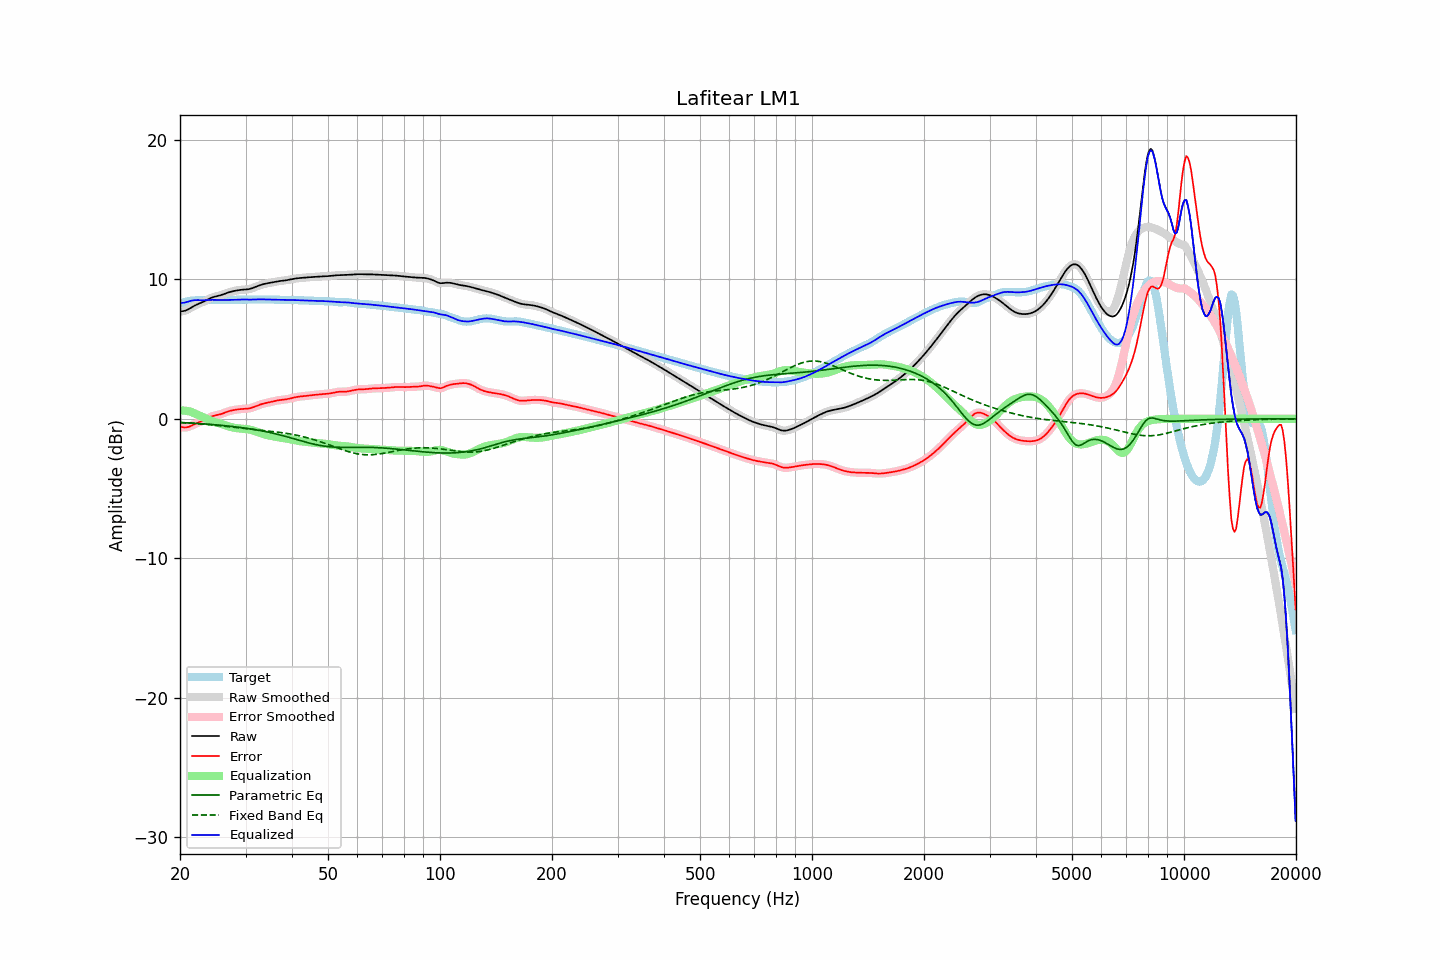 Lafitear LM1
Amplitude (dBr)
20
10
0
−10
−20
−30
Target
Raw Smoothed
Error Smoothed
Raw
Error
Equalization
Parametric Eq
Fixed Band Eq
Equalized
20 50 100 200 500 1000 2000 5000 10000 20000
Frequency (Hz)